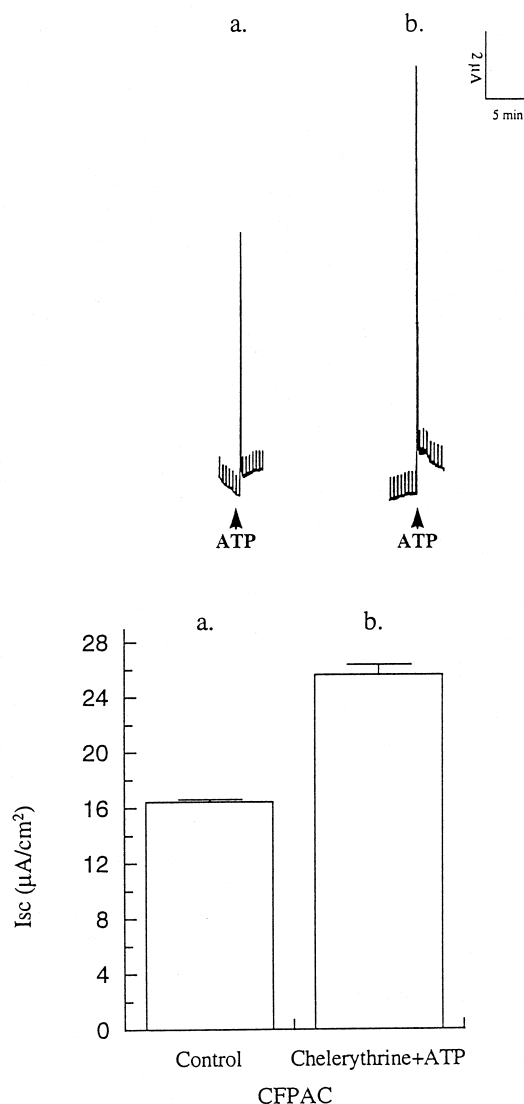 a. b.
2 µA
5 min
ATP ATP
a. b.
28
24
20
16
12
8
4
0
Isc (µA/cm²)
Control Chelerythrine+ATP
CFPAC